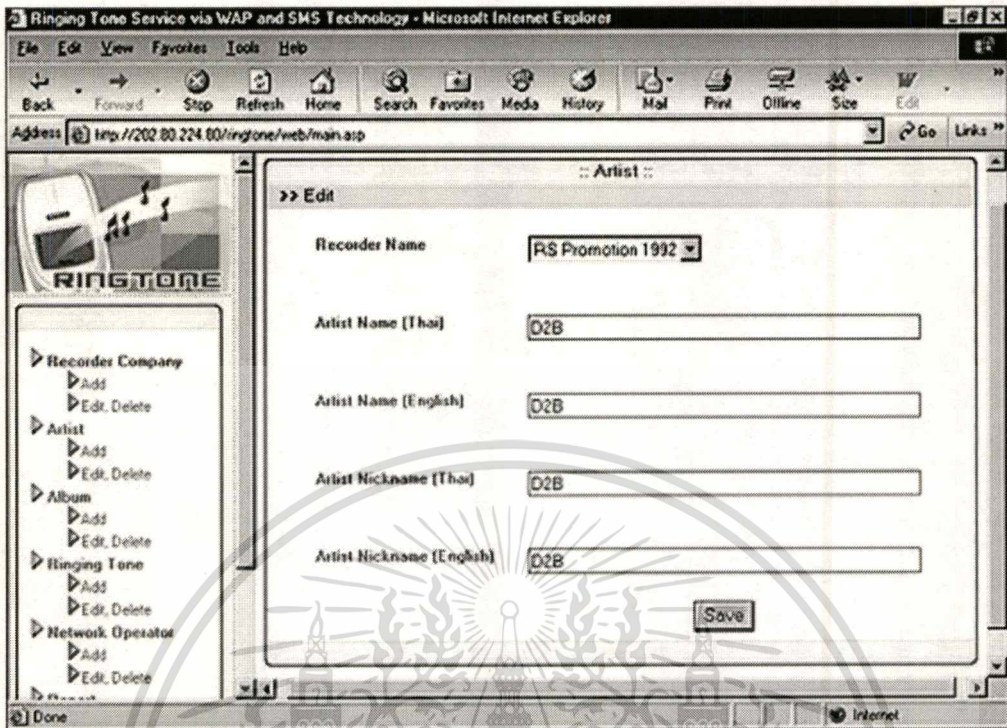 Ringing Tone Service via WAP and SMS Technology - Microsoft Internet Explorer
File Edit View Favorites Tools Help
Back Forward Stop Refresh Home Search Favorites Media History Mail Print Offline Size Edit
Address http://202.80.224.80/ringtone/web/main.asp Go Links »
RINGTONE
Recorder Company
Add
Edit, Delete
Artist
Add
Edit, Delete
Album
Add
Edit, Delete
Ringing Tone
Add
Edit, Delete
Network Operator
Add
Edit, Delete
:: Artist ::
>> Edit
Recorder Name RS Promotion 1992
Artist Name [Thai] D2B
Artist Name [English] D2B
Artist Nickname [Thai] D2B
Artist Nickname [English] D2B
Save
Done Internet